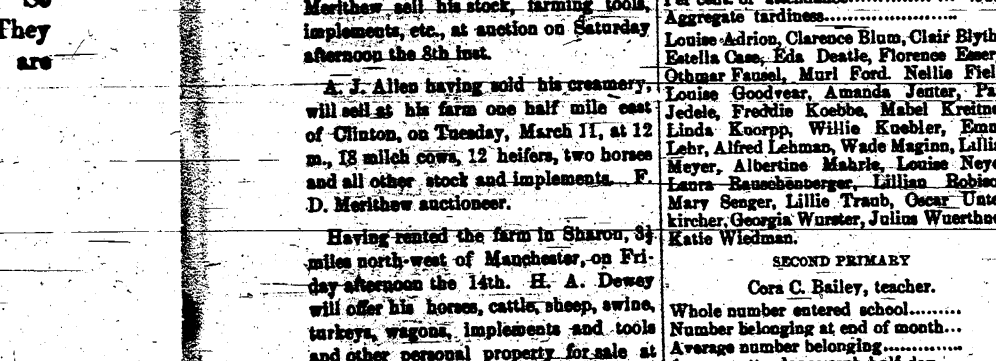 They
are
Merithew sell his stock, farming tools,
implements, etc., at auction on Saturday
afternoon the 8th inst.
A. J. Allen having sold his creamery,
will sell at his farm one half mile east
of Clinton, on Tuesday, March 11, at 12
m., 18 milch cows, 12 heifers, two horses
and all other stock and implements. F.
D. Merithew auctioneer.
Having rented the farm in Sharon, 3½
miles north-west of Manchester, on Fri-
day afternoon the 14th. H. A. Dewey
will offer his horses, cattle, sheep, swine,
turkeys, wagons, implements and tools
and other personal property for sale at
Aggregate tardiness
Louise Adrion, Clarence Blum, Clair Blyth
Estella Case, Eda Deatle, Florence Esser
Othmar Fausel, Murl Ford. Nellie Fiel
Louise Goodyear, Amanda Jenter, Pa
Jedele, Freddie Koebbe, Mabel Kreitne
Linda Knorpp, Willie Knebler, Emm
Lehr, Alfred Lehman, Wade Maginn, Lilli
Meyer, Albertine Mahrle, Louise Neye
Laura Rauschenberger, Lillian Robiso
Mary Senger, Lillie Traub, Oscar Unte
kircher, Georgia Wurster, Julius Wuerthne
Katie Wiedman.
SECOND PRIMARY
Cora C. Bailey, teacher.
Whole number entered school.........
Number belonging at end of month...
Average number belonging............